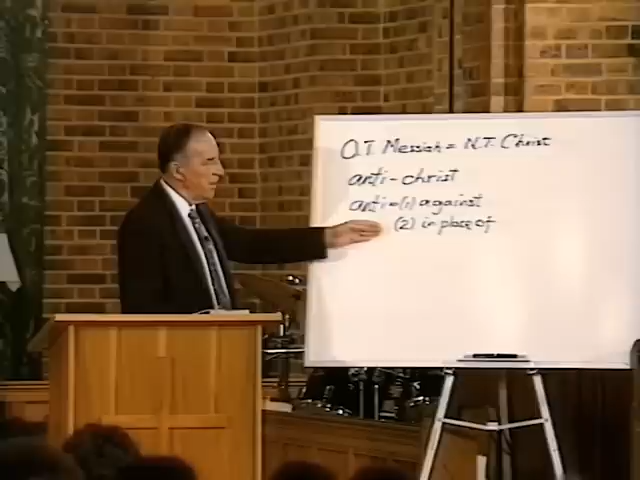 O.T. Messiah = N.T. Christ
anti-christ
anti=(1) against
(2) in place of